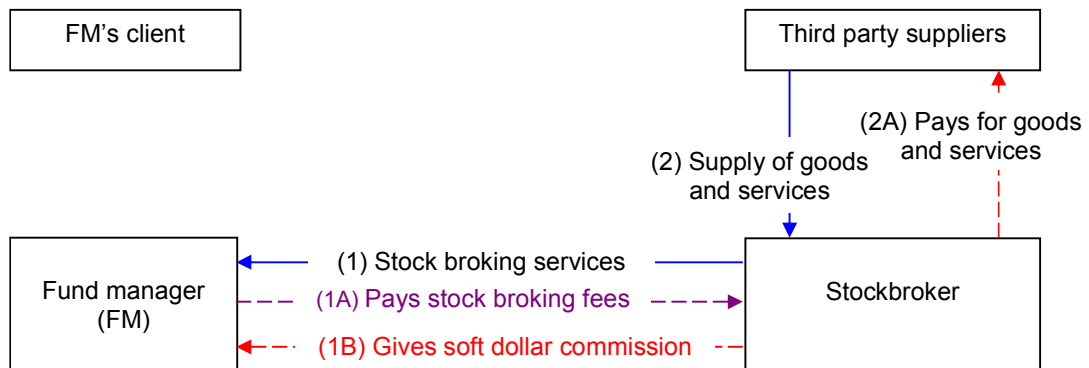 FM’s client
Third party suppliers
(2A) Pays for goods
and services
(2) Supply of goods
and services
(1) Stock broking services
Fund manager
(FM)
(1A) Pays stock broking fees
Stockbroker
(1B) Gives soft dollar commission